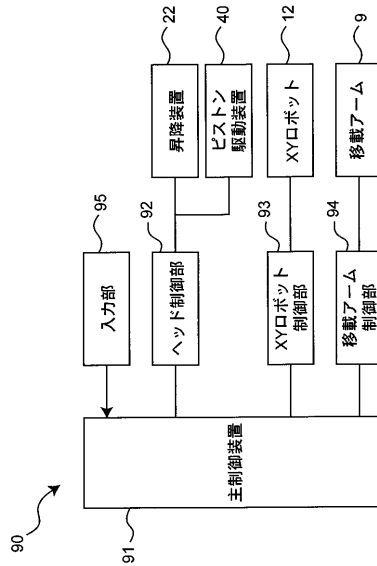 90
91
主制御装置
95
入力部
92
ヘッド制御部
22
昇降装置
40
ピストン
駆動装置
93
XYロボット
制御部
12
XYロボット
94
移載アーム
制御部
9
移載アーム